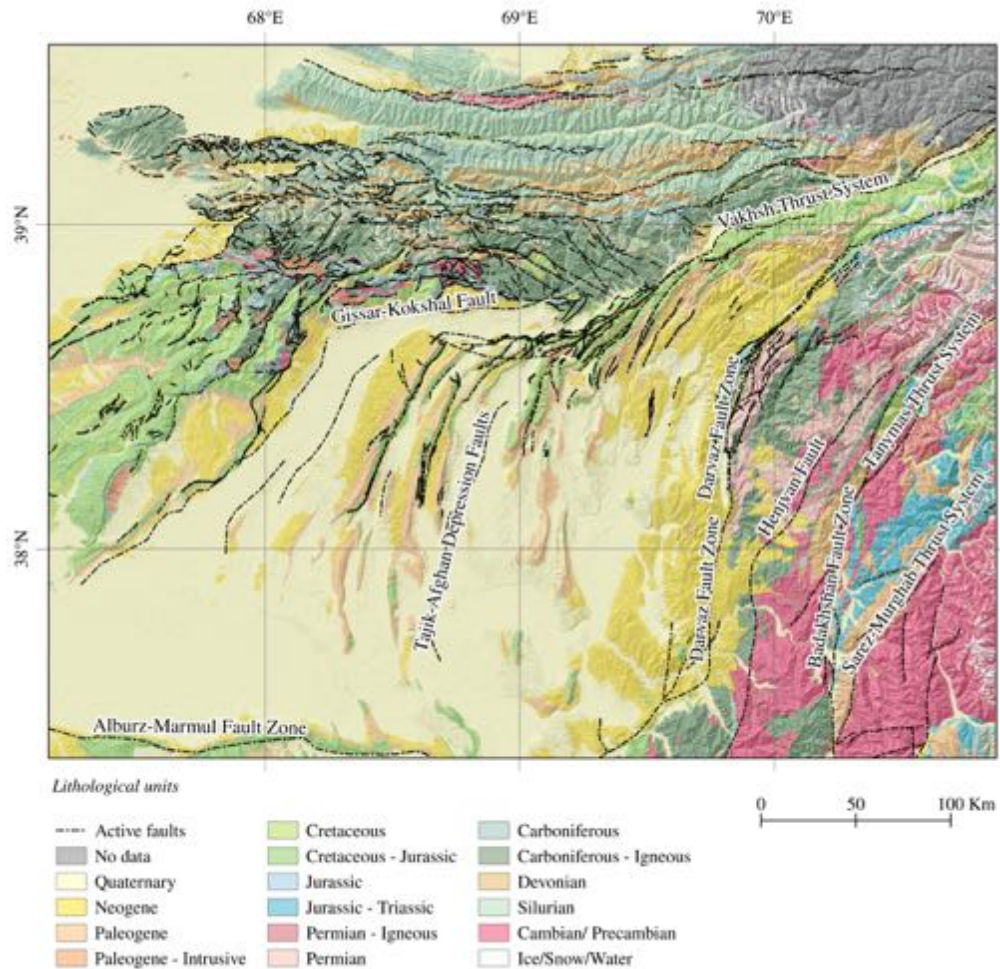 68°E
69°E
70°E
39°N
38°N
Vakhsh Thrust System
Gissar-Kokshal Fault
Tanymas Thrust System
Darvaz Fault Zone
Henjvan Fault
Tajik-Afghan Depression Faults
Darvaz Fault Zone
Badakhshan Fault Zone
Sarez-Murghab Thrust System
Alburz-Marmul Fault Zone
Lithological units
Active faults
No data
Quaternary
Neogene
Paleogene
Paleogene - Intrusive
Cretaceous
Cretaceous - Jurassic
Jurassic
Jurassic - Triassic
Permian - Igneous
Permian
Carboniferous
Carboniferous - Igneous
Devonian
Silurian
Cambian/ Precambian
Ice/Snow/Water
0 50 100 Km